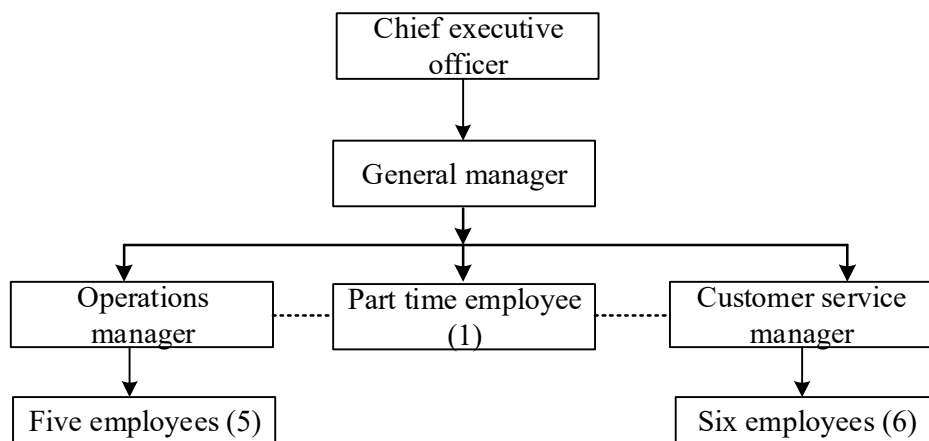 Chief executive
officer
General manager
Operations
manager
Part time employee
(1)
Customer service
manager
Five employees (5)
Six employees (6)